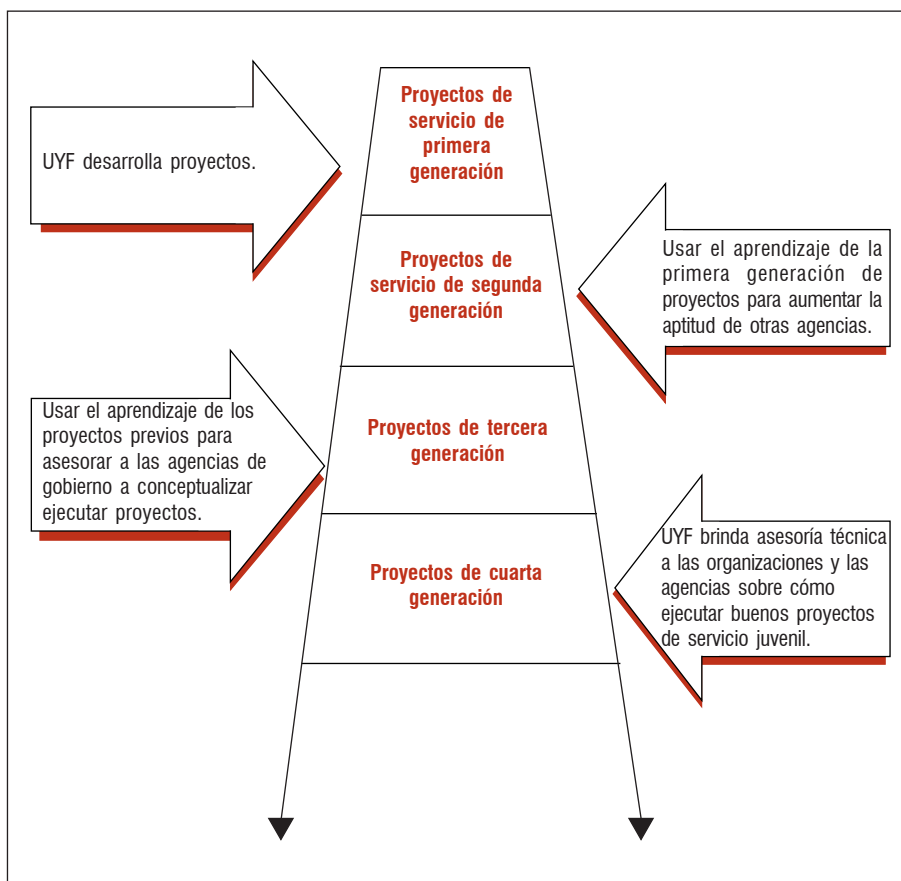 UYF desarrolla proyectos.
Proyectos de
servicio de
primera
generación
Proyectos de
servicio de segunda
generación
Usar el aprendizaje de la
primera generación de
proyectos para aumentar la
aptitud de otras agencias.
Usar el aprendizaje de los
proyectos previos para
asesorar a las agencias de
gobierno a conceptualizar
ejecutar proyectos.
Proyectos de tercera
generación
Proyectos de cuarta
generación
UYF brinda asesoría técnica
a las organizaciones y las
agencias sobre cómo
ejecutar buenos proyectos
de servicio juvenil.